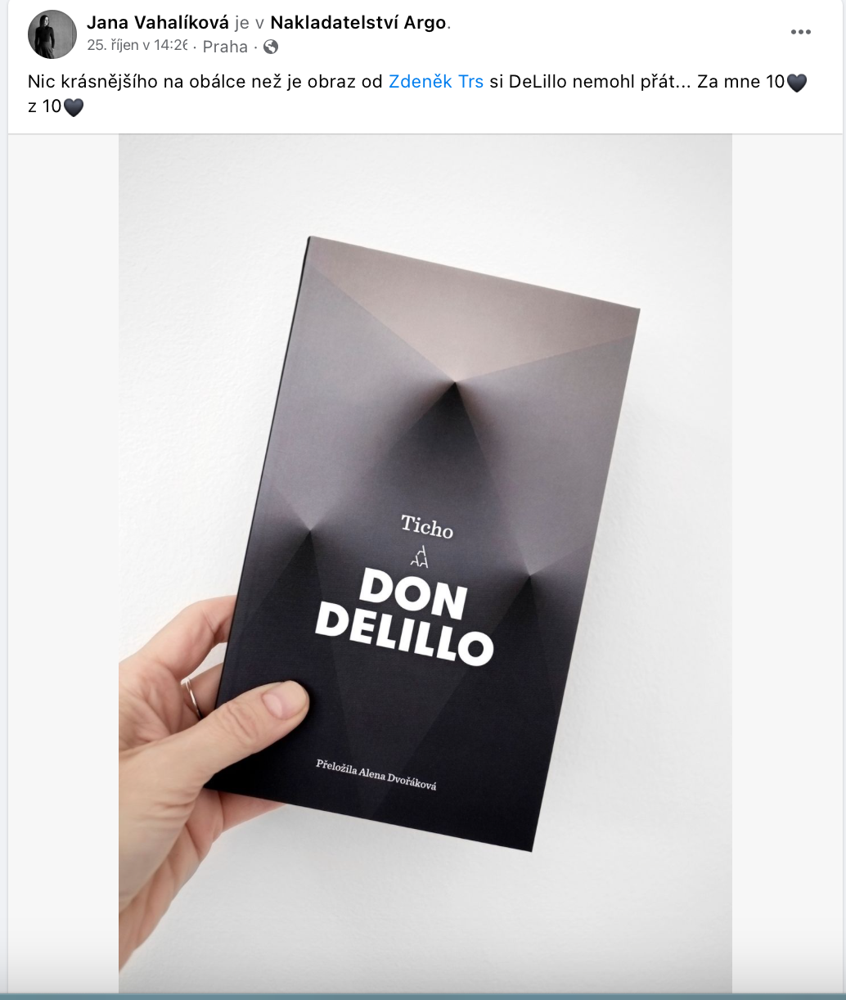 Jana Vahalíková je v Nakladatelství Argo.
25. říjen v 14:26 · Praha ·
Nic krásnějšího na obálce než je obraz od Zdeněk Trs si DeLillo nemohl přát... Za mne 10🖤
z 10🖤
Ticho
DON
DELILLO
Přeložila Alena Dvořáková